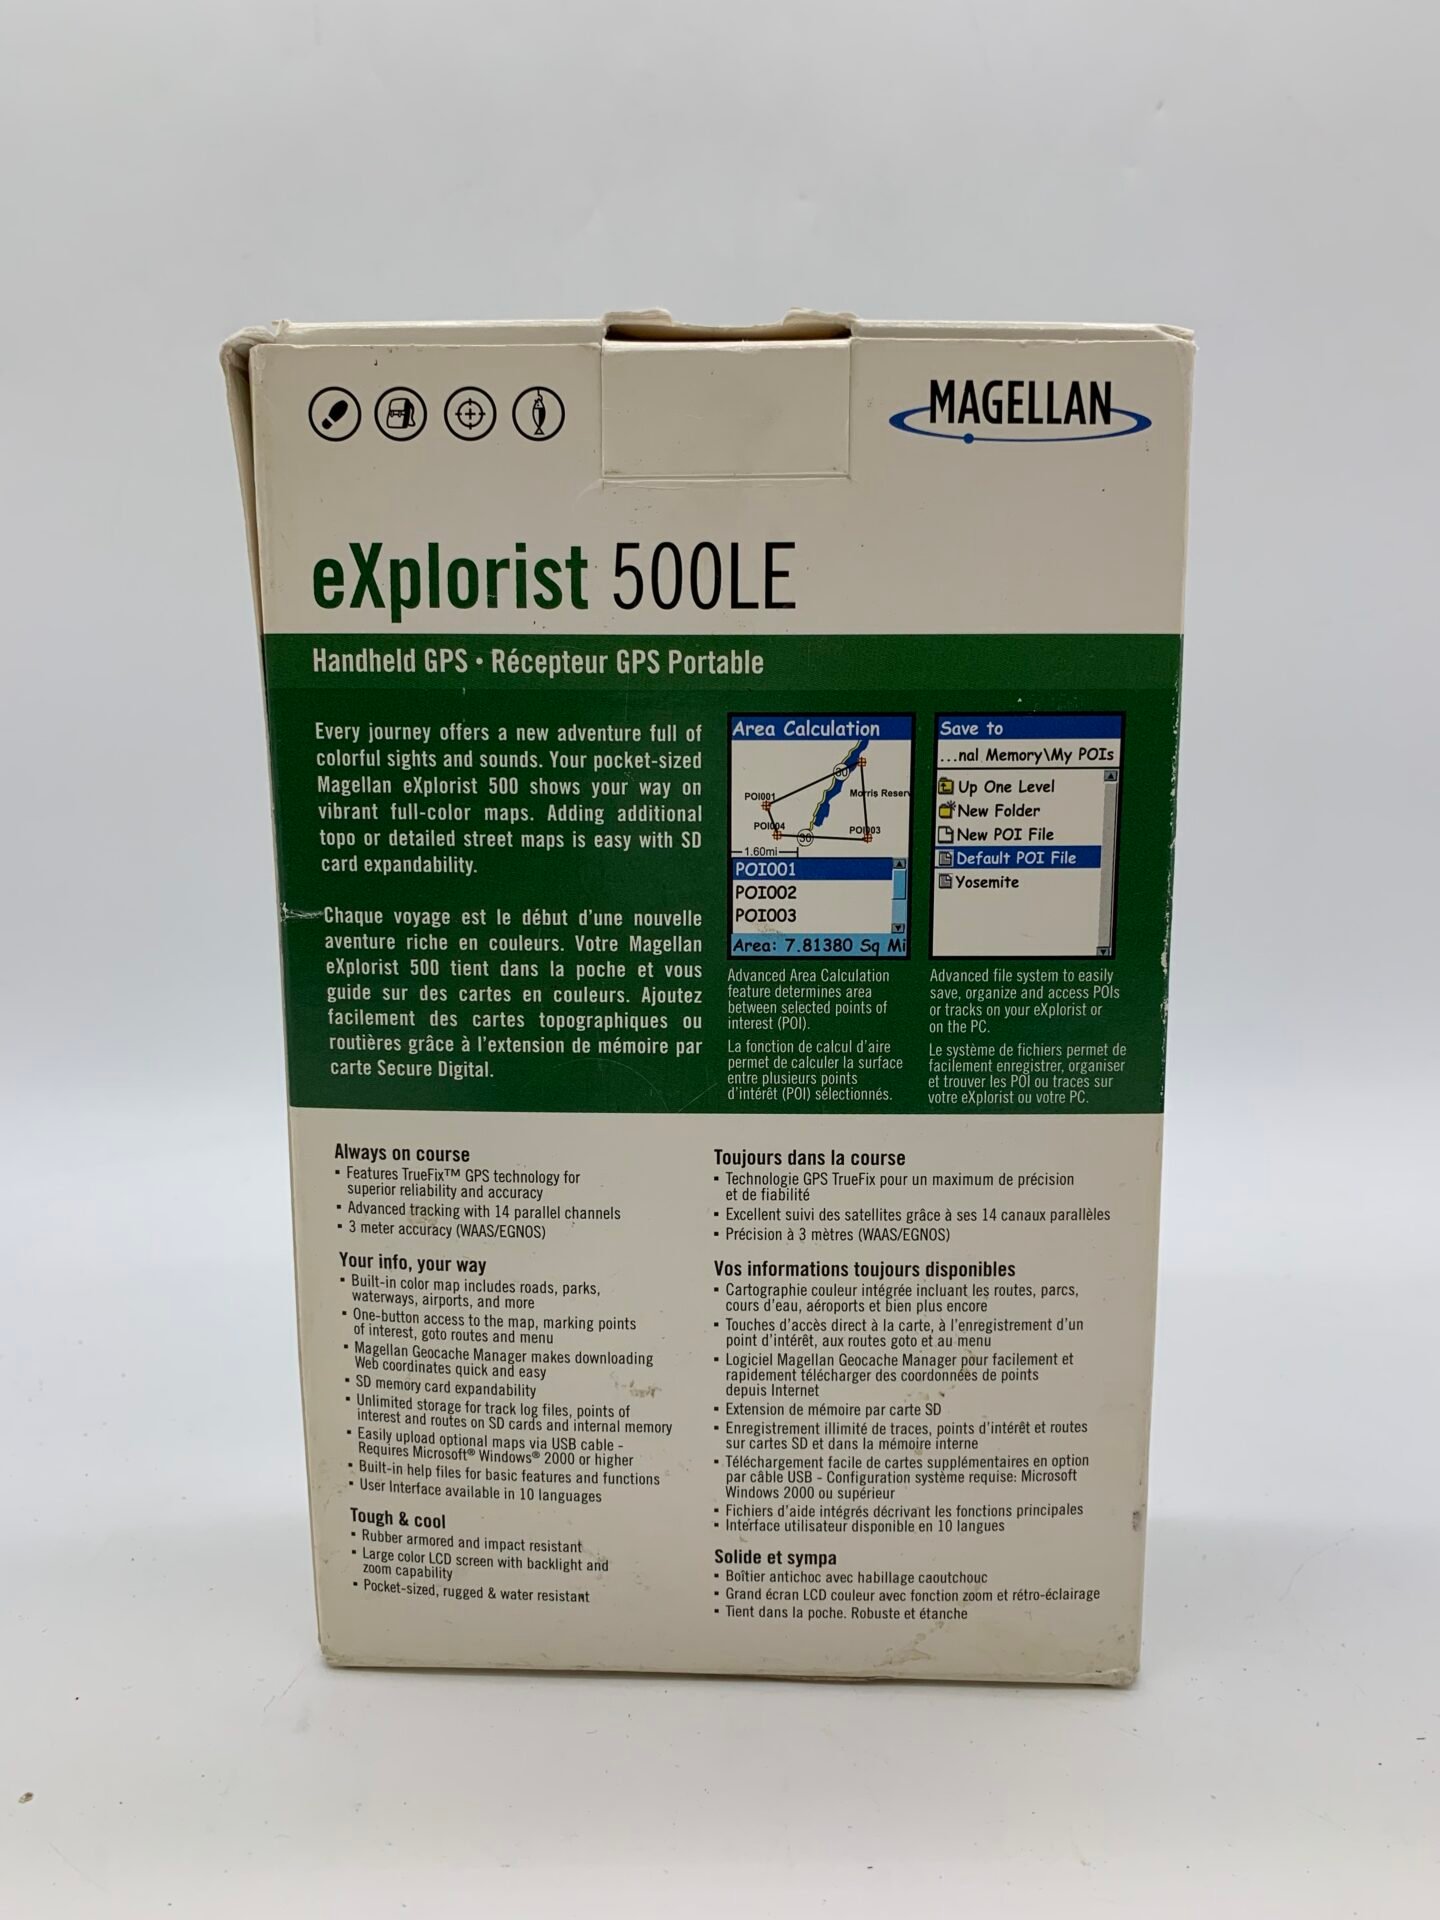 MAGELLAN
eXplorist 500LE
Handheld GPS • Récepteur GPS Portable
Every journey offers a new adventure full of
colorful sights and sounds. Your pocket-sized
Magellan eXplorist 500 shows your way on
vibrant full-color maps. Adding additional
topo or detailed street maps is easy with SD
card expandability.
Chaque voyage est le début d'une nouvelle
aventure riche en couleurs. Votre Magellan
eXplorist 500 tient dans la poche et vous
guide sur des cartes en couleurs. Ajoutez
facilement des cartes topographiques ou
routières grâce à l'extension de mémoire par
carte Secure Digital.
Area Calculation
30
POI001
Morris Reserv
POI004
30
POI003
1.60mi
POI001
POI002
POI003
Area: 7.81380 Sq Mi
Advanced Area Calculation
feature determines area
between selected points of
interest (POI).
La fonction de calcul d'aire
permet de calculer la surface
entre plusieurs points
d'intérêt (POI) sélectionnés.
Save to
...nal Memory\My POIs
Up One Level
New Folder
New POI File
Default POI File
Yosemite
Advanced file system to easily
save, organize and access POIs
or tracks on your eXplorist or
on the PC.
Le système de fichiers permet de
facilement enregistrer, organiser
et trouver les POI ou traces sur
votre eXplorist ou votre PC.
Always on course
▪ Features TrueFix™ GPS technology for
superior reliability and accuracy
▪ Advanced tracking with 14 parallel channels
▪ 3 meter accuracy (WAAS/EGNOS)
Your info, your way
▪ Built-in color map includes roads, parks,
waterways, airports, and more
▪ One-button access to the map, marking points
of interest, goto routes and menu
▪ Magellan Geocache Manager makes downloading
Web coordinates quick and easy
▪ SD memory card expandability
▪ Unlimited storage for track log files, points of
interest and routes on SD cards and internal memory
▪ Easily upload optional maps via USB cable -
Requires Microsoft® Windows® 2000 or higher
▪ Built-in help files for basic features and functions
▪ User Interface available in 10 languages
Tough & cool
▪ Rubber armored and impact resistant
▪ Large color LCD screen with backlight and
zoom capability
▪ Pocket-sized, rugged & water resistant
Toujours dans la course
▪ Technologie GPS TrueFix pour un maximum de précision
et de fiabilité
▪ Excellent suivi des satellites grâce à ses 14 canaux parallèles
▪ Précision à 3 mètres (WAAS/EGNOS)
Vos informations toujours disponibles
▪ Cartographie couleur intégrée incluant les routes, parcs,
cours d'eau, aéroports et bien plus encore
▪ Touches d'accès direct à la carte, à l'enregistrement d'un
point d'intérêt, aux routes goto et au menu
▪ Logiciel Magellan Geocache Manager pour facilement et
rapidement télécharger des coordonnées de points
depuis Internet
▪ Extension de mémoire par carte SD
▪ Enregistrement illimité de traces, points d'intérêt et routes
sur cartes SD et dans la mémoire interne
▪ Téléchargement facile de cartes supplémentaires en option
par câble USB - Configuration système requise: Microsoft
Windows 2000 ou supérieur
▪ Fichiers d'aide intégrés décrivant les fonctions principales
▪ Interface utilisateur disponible en 10 langues
Solide et sympa
▪ Boîtier antichoc avec habillage caoutchouc
▪ Grand écran LCD couleur avec fonction zoom et rétro-éclairage
▪ Tient dans la poche. Robuste et étanche